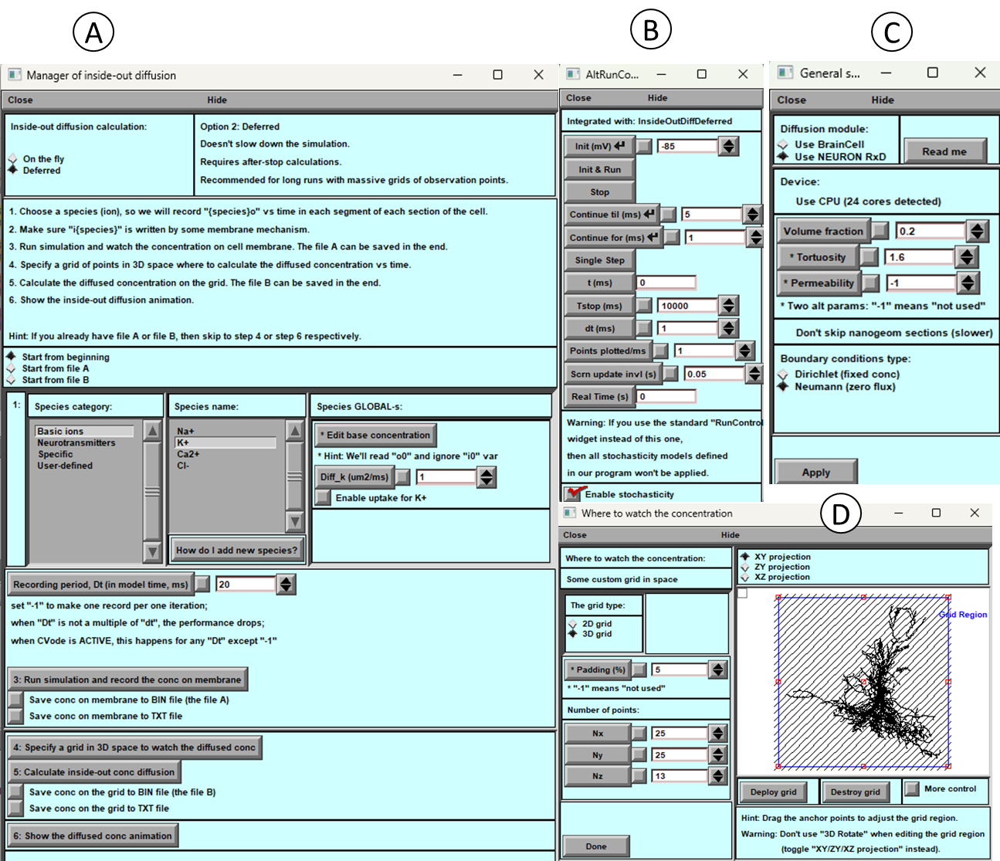 A
B
C
Manager of inside-out diffusion
Close Hide
Inside-out diffusion calculation:
On the fly
Deferred
Option 2: Deferred
Doesn't slow down the simulation.
Requires after-stop calculations.
Recommended for long runs with massive grids of observation points.
1. Choose a species (ion), so we will record "{species}o" vs time in each segment of each section of the cell.
2. Make sure "i{species}" is written by some membrane mechanism.
3. Run simulation and watch the concentration on cell membrane. The file A can be saved in the end.
4. Specify a grid of points in 3D space where to calculate the diffused concentration vs time.
5. Calculate the diffused concentration on the grid. The file B can be saved in the end.
6. Show the inside-out diffusion animation.
Hint: If you already have file A or file B, then skip to step 4 or step 6 respectively.
Start from beginning
Start from file A
Start from file B
1:
Species category:
Basic ions
Neurotransmitters
Specific
User-defined
Species name:
Na+
K+
Ca2+
Cl-
How do I add new species?
Species GLOBAL-s:
* Edit base concentration
* Hint: We'll read "o0" and ignore "i0" var
Diff_k (um2/ms) 1
Enable uptake for K+
Recording period, Dt (in model time, ms) 20
set "-1" to make one record per one iteration;
when "Dt" is not a multiple of "dt", the performance drops;
when CVode is ACTIVE, this happens for any "Dt" except "-1"
3: Run simulation and record the conc on membrane
Save conc on membrane to BIN file (the file A)
Save conc on membrane to TXT file
4: Specify a grid in 3D space to watch the diffused conc
5: Calculate inside-out conc diffusion
Save conc on the grid to BIN file (the file B)
Save conc on the grid to TXT file
6: Show the diffused conc animation
AltRunCo...
Close Hide
Integrated with: InsideOutDiffDeferred
Init (mV) -85
Init & Run
Stop
Continue til (ms) 5
Continue for (ms) 1
Single Step
t (ms) 0
Tstop (ms) 10000
dt (ms) 1
Points plotted/ms 1
Scrn update invl (s) 0.05
Real Time (s) 0
Warning: If you use the standard "RunControl
widget instead of this one,
then all stochasticity models defined
in our program won't be applied.
Enable stochasticity
General s...
Close Hide
Diffusion module:
Use BrainCell
Use NEURON RxD
Read me
Device:
Use CPU (24 cores detected)
Volume fraction 0.2
* Tortuosity 1.6
* Permeability -1
* Two alt params: "-1" means "not used"
Don't skip nanogeom sections (slower)
Boundary conditions type:
Dirichlet (fixed conc)
Neumann (zero flux)
Apply
D
Where to watch the concentration
Close Hide
Where to watch the concentration:
Some custom grid in space
The grid type:
2D grid
3D grid
* Padding (%) 5
* "-1" means "not used"
Number of points:
Nx 25
Ny 25
Nz 13
Done
XY projection
ZY projection
XZ projection
Grid Region
Deploy grid
Destroy grid
More control
Hint: Drag the anchor points to adjust the grid region.
Warning: Don't use "3D Rotate" when editing the grid region
(toggle "XY/ZY/XZ projection" instead).